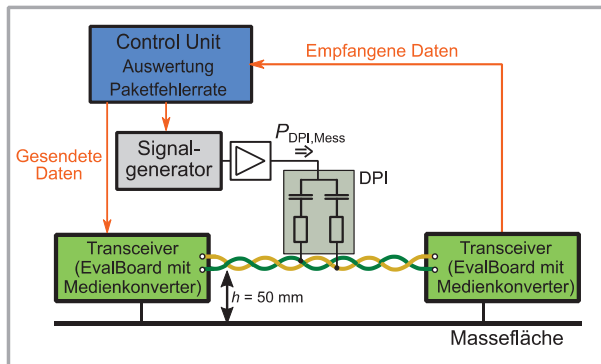 Control Unit
Auswertung
Paketfehlerrate
Empfangene Daten
Gesendete
Daten
Signal-
generator
P_DPI,Mess
DPI
Transceiver
(EvalBoard mit
Medienkonverter)
h = 50 mm
Transceiver
(EvalBoard mit
Medienkonverter)
Massefläche